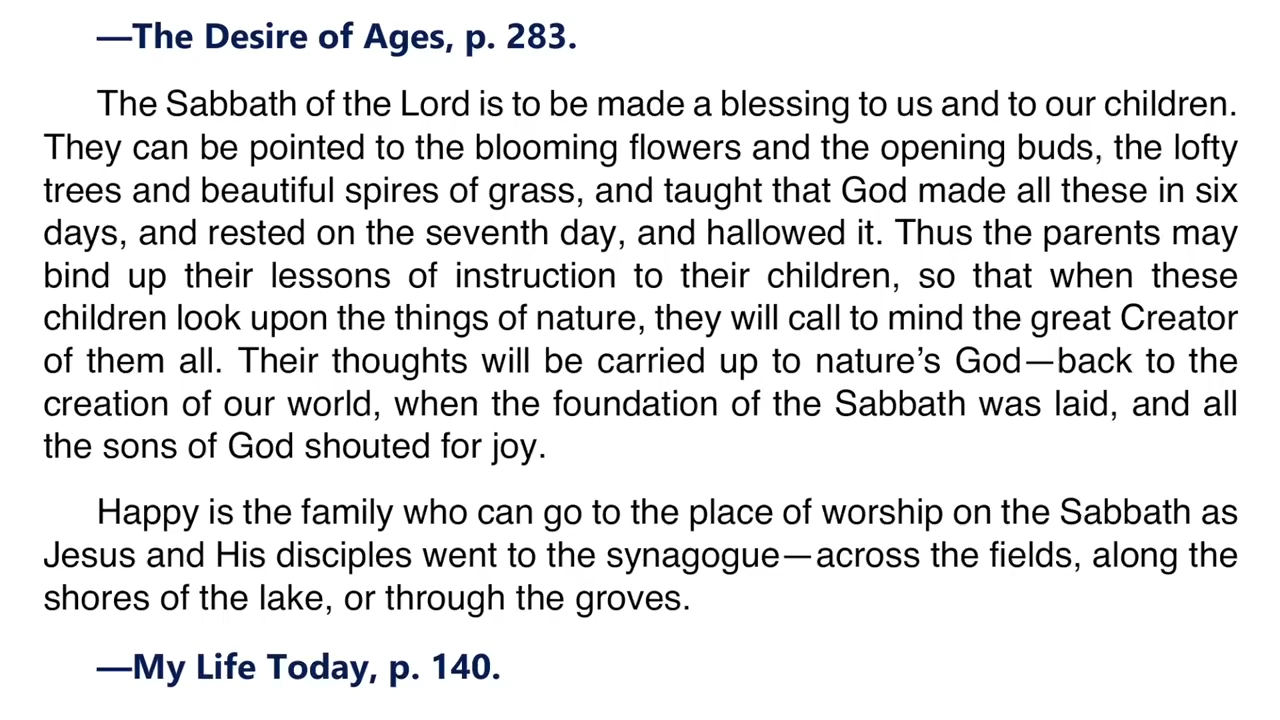 —The Desire of Ages, p. 283.
The Sabbath of the Lord is to be made a blessing to us and to our children.
They can be pointed to the blooming flowers and the opening buds, the lofty
trees and beautiful spires of grass, and taught that God made all these in six
days, and rested on the seventh day, and hallowed it. Thus the parents may
bind up their lessons of instruction to their children, so that when these
children look upon the things of nature, they will call to mind the great Creator
of them all. Their thoughts will be carried up to nature’s God—back to the
creation of our world, when the foundation of the Sabbath was laid, and all
the sons of God shouted for joy.
Happy is the family who can go to the place of worship on the Sabbath as
Jesus and His disciples went to the synagogue—across the fields, along the
shores of the lake, or through the groves.
—My Life Today, p. 140.